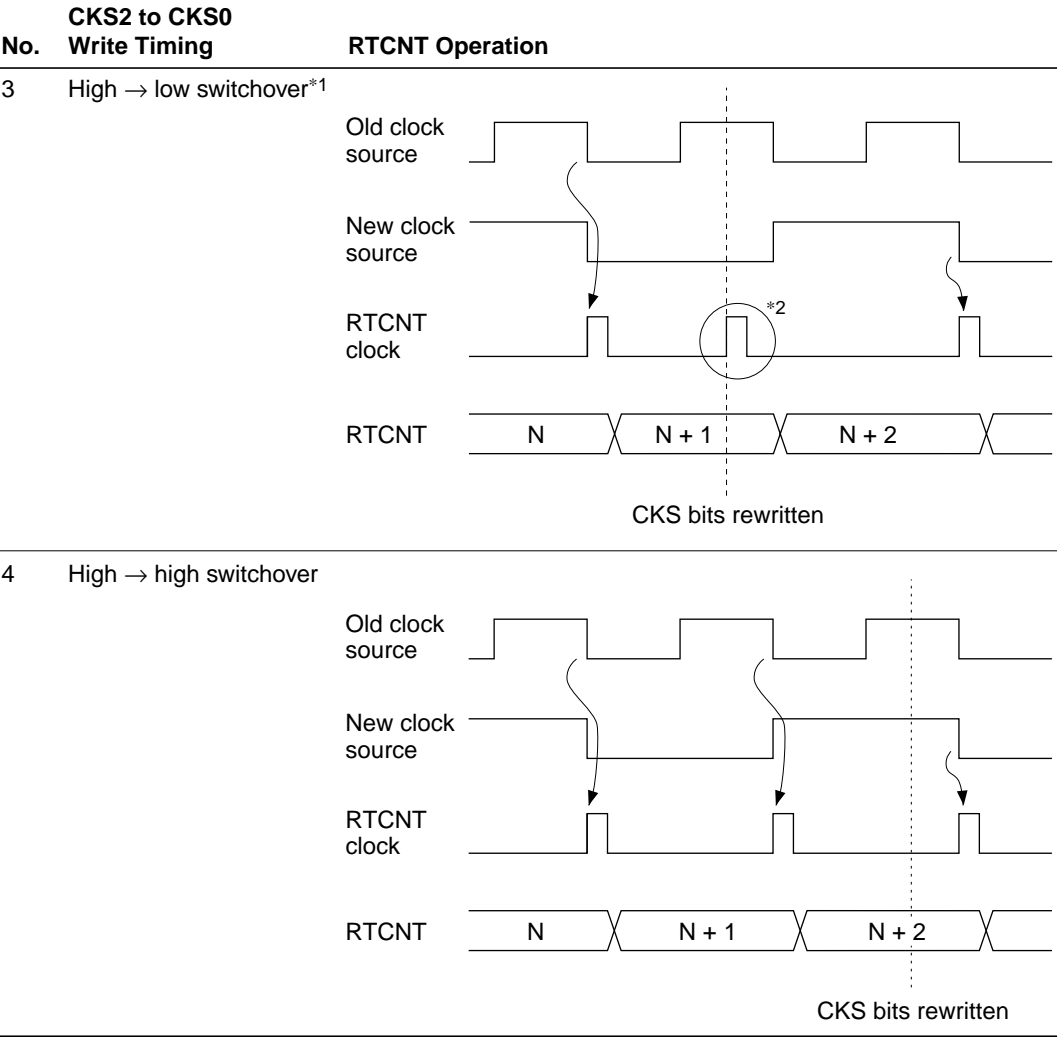 CKS2 to CKS0
No. Write Timing RTCNT Operation
3 High → low switchover*1
Old clock
source
New clock
source
*2
RTCNT
clock
RTCNT N N + 1 N + 2
CKS bits rewritten
4 High → high switchover
Old clock
source
New clock
source
RTCNT
clock
RTCNT N N + 1 N + 2
CKS bits rewritten